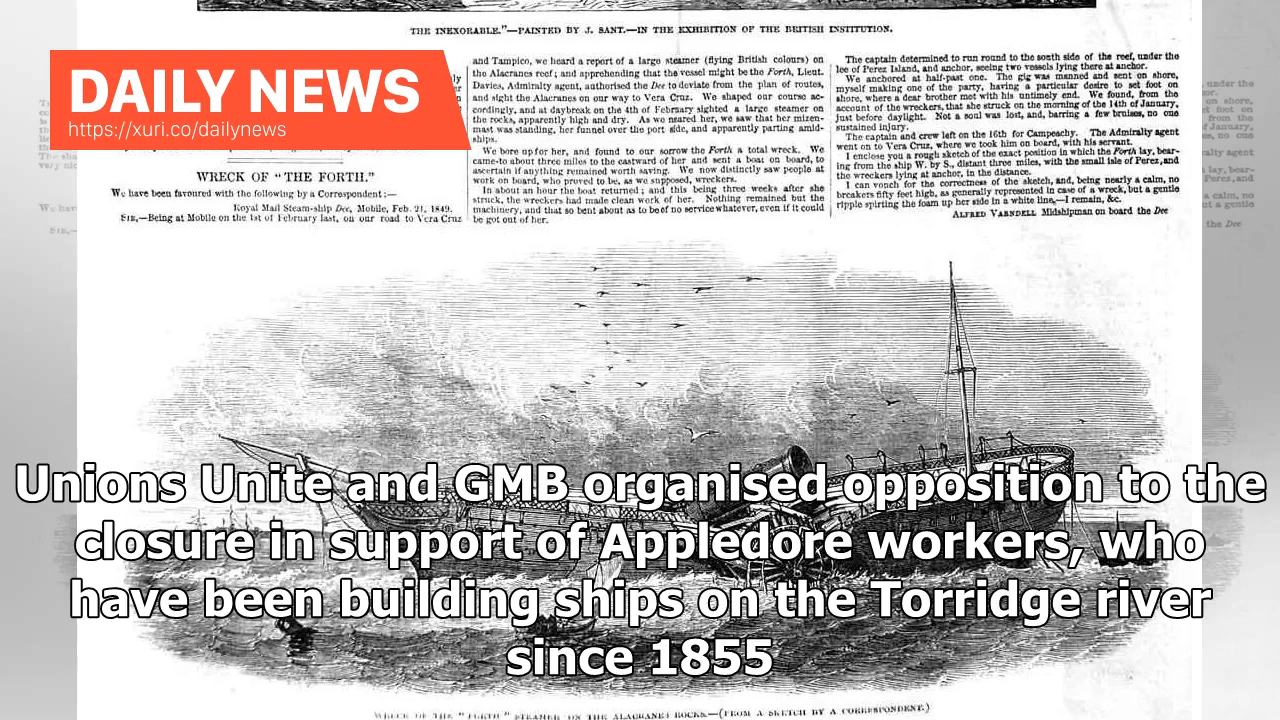 THE INEXORABLE."—PAINTED BY J. SANT.—IN THE EXHIBITION OF THE BRITISH INSTITUTION.
DAILY NEWS
https://xuri.co/dailynews
WRECK OF "THE FORTH."
We have been favoured with the following by a Correspondent:—
Royal Mail Steam-ship Dee, Mobile, Feb. 21, 1849.
SIR,—Being at Mobile on the 1st of February last, on our road to Vera Cruz
and Tampico, we heard a report of a large steamer (flying British colours) on
the Alacranes reef; and apprehending that the vessel might be the Forth, Lieut.
Davies, Admiralty agent, authorised the Dee to deviate from the plan of routes,
and sight the Alacranes on our way to Vera Cruz. We shaped our course ac-
cordingly, and at daybreak on the 4th of February sighted a large steamer on
the rocks, apparently high and dry. As we neared her, we saw that her mizen-
mast was standing, her funnel over the port side, and apparently parting amid-
ships.
We bore for her, and found to our sorrow the Forth a total wreck. We
came-to about three miles to the eastward of her and sent a boat on board, to
ascertain if anything remained worth saving. We now distinctly saw people at
work on board, who proved to be, as we supposed, wreckers.
In about an hour the boat returned; and this being three weeks after she
struck, the wreckers had made clean work of her. Nothing remained but the
machinery, and that so bent about as to be of no service whatever, even if it could
be got out of her.
The captain determined to run round to the south side of the reef, under the
lee of Perez Island, and anchor, seeing two vessels lying there at anchor.
We anchored at half-past one. The gig was manned and sent on shore,
myself making one of the party, having a particular desire to set foot on
shore, where a dear brother met with his untimely end. We found, from the
account of the wreckers, that she struck on the morning of the 14th of January,
just before daylight. Not a soul was lost, and, barring a few bruises, no one
sustained injury.
The captain and crew left on the 16th for Campeachy. The Admiralty agent
went on to Vera Cruz, where we took him on board, with his servant.
I enclose you a rough sketch of the exact position in which the Forth lay, bear-
ing from the ship W. by S., distant three miles, with the small isle of Perez, and
the wreckers lying at anchor, in the distance.
I can vouch for the correctness of the sketch, and, being nearly a calm, no
breakers fifty feet high, as generally represented in case of a wreck, but a gentle
ripple spirting the foam up her side in a white line,—I remain, &c.
ALFRED VARNDELL Midshipman on board the Dee
Unions Unite and GMB organised opposition to the
closure in support of Appledore workers, who
have been building ships on the Torridge river
since 1855
WRECK OF THE "FORTH" STEAMER ON THE ALACRANES ROCKS.—(FROM A SKETCH BY A CORRESPONDENT.)